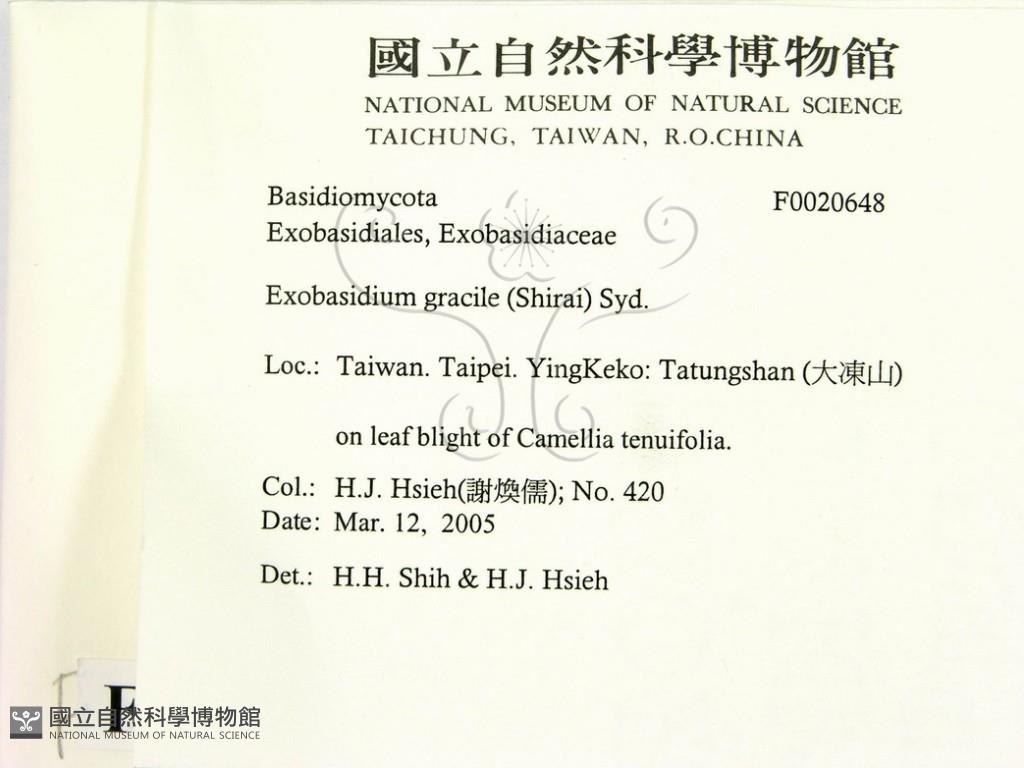 國立自然科學博物館
NATIONAL MUSEUM OF NATURAL SCIENCE
TAICHUNG, TAIWAN, R.O.CHINA
Basidiomycota F0020648
Exobasidiales, Exobasidiaceae
Exobasidium gracile (Shirai) Syd.
Loc.: Taiwan. Taipei. YingKeko: Tatungshan (大凍山)
on leaf blight of Camellia tenuifolia.
Col.: H.J. Hsieh(謝煥儒); No. 420
Date: Mar. 12, 2005
Det.: H.H. Shih & H.J. Hsieh
國立自然科學博物館
NATIONAL MUSEUM OF NATURAL SCIENCE